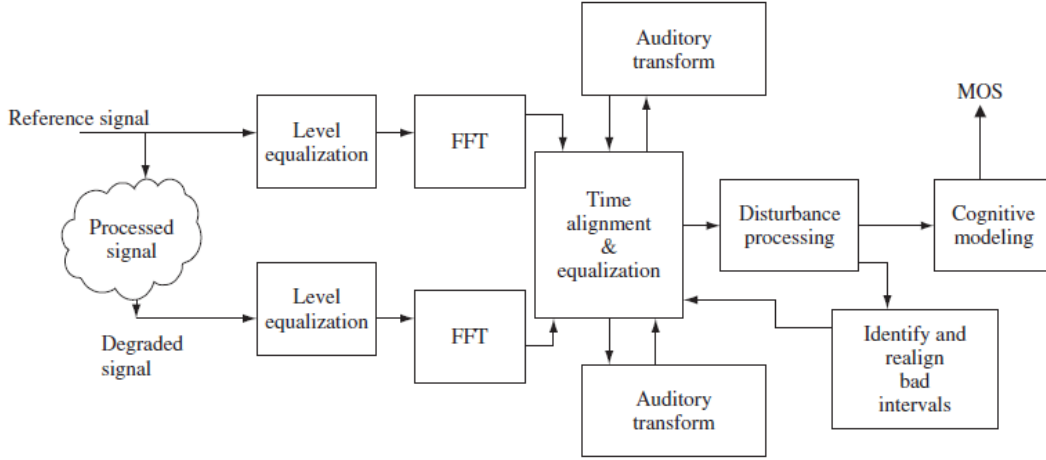 Auditory
transform
Reference signal
Level
equalization
FFT
MOS
Processed
signal
Time
alignment
&
equalization
Disturbance
processing
Cognitive
modeling
Level
equalization
FFT
Degraded
signal
Identify and
realign
bad
intervals
Auditory
transform